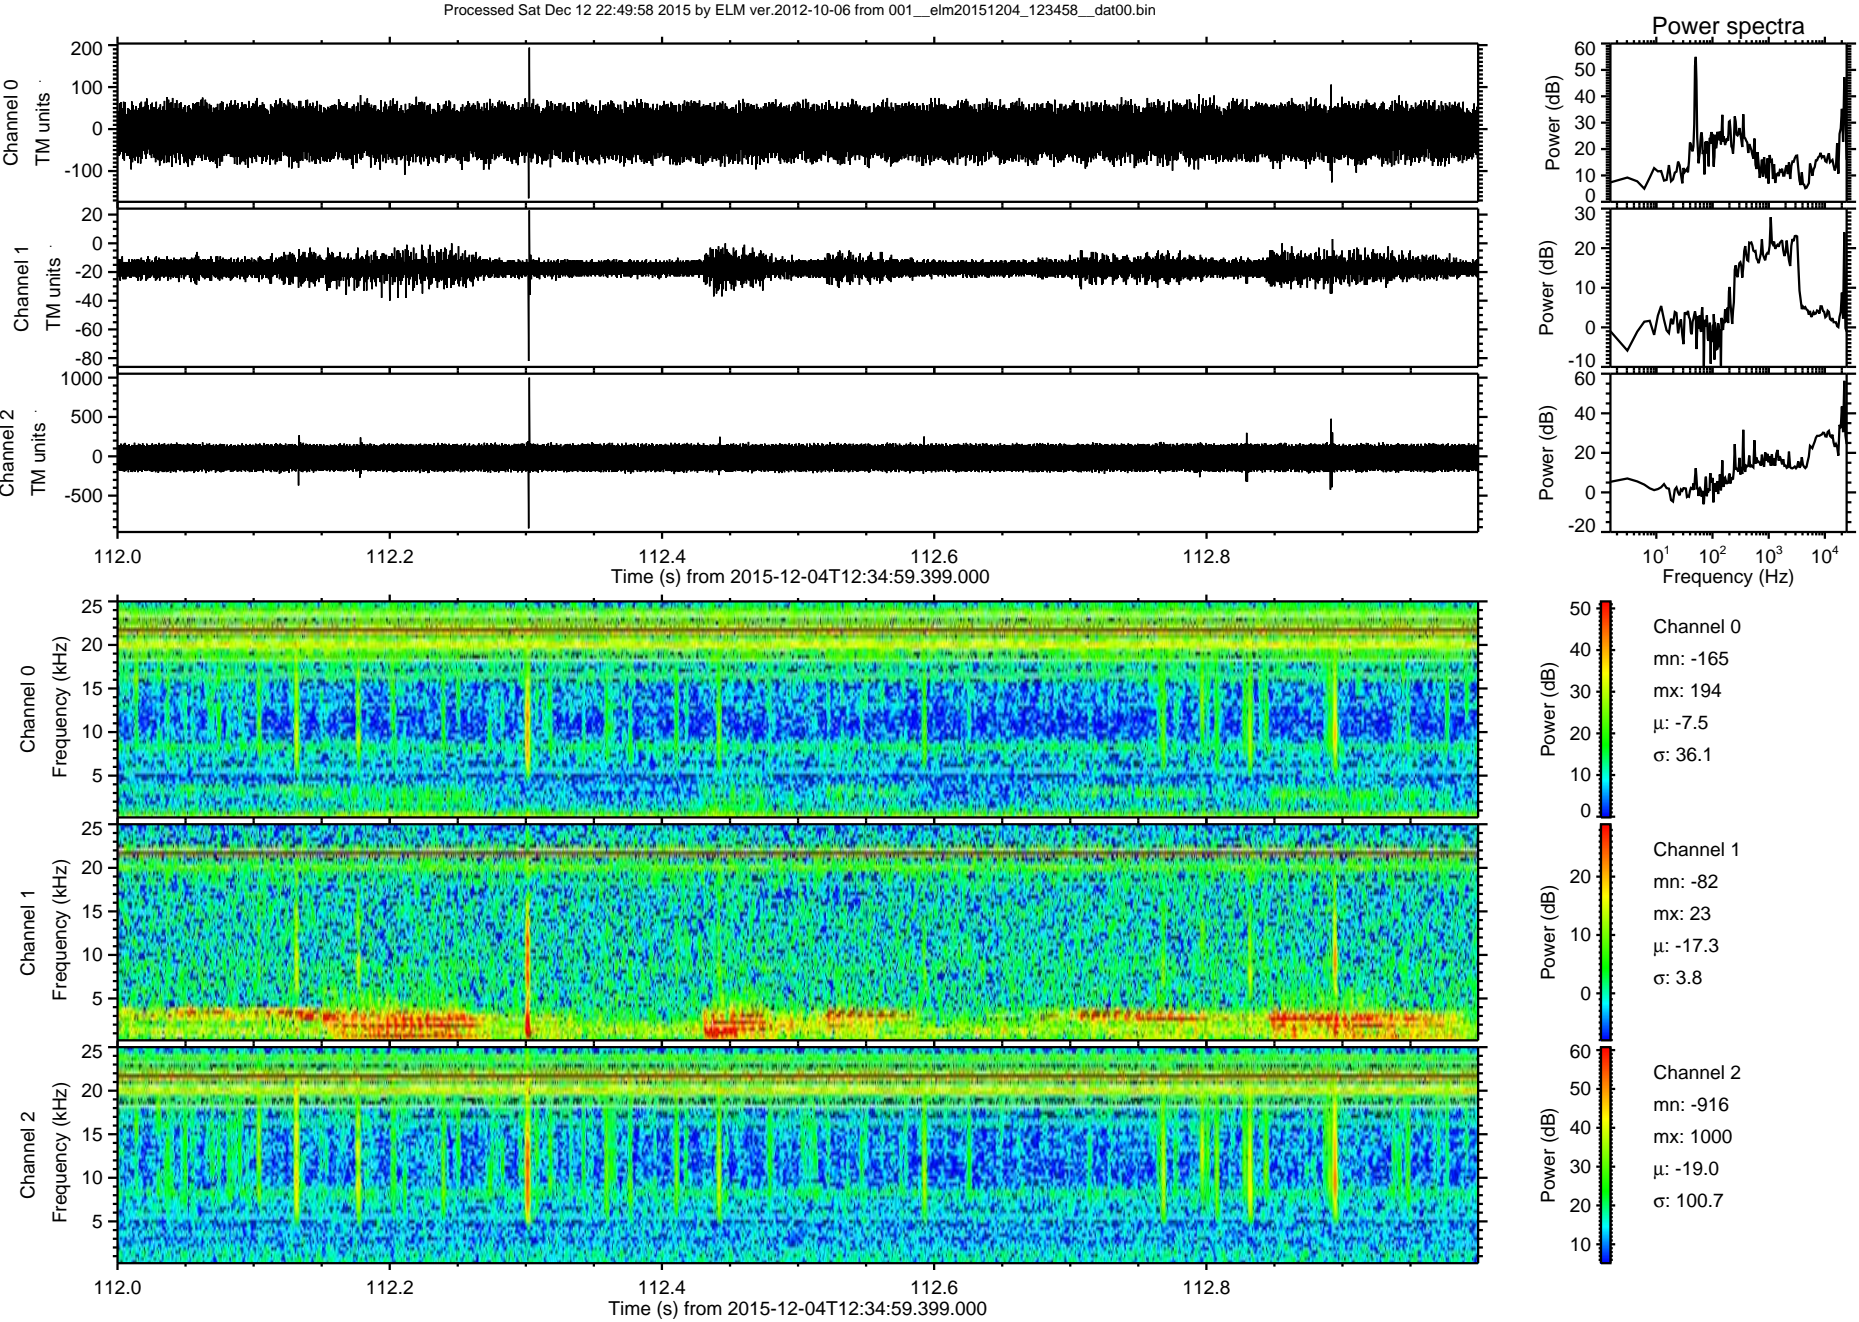 Processed Sat Dec 12 22:49:58 2015 by ELM ver.2012-10-06 from 001__elm20151204_123458__dat00.bin
Power spectra
Channel 0
TM units
200
100
0
-100
Power (dB)
60
50
40
30
20
10
0
Channel 1
TM units
20
0
-20
-40
-60
-80
Power (dB)
30
20
10
0
-10
Channel 2
TM units
1000
500
0
-500
Power (dB)
60
40
20
0
-20
112.0 112.2 112.4 112.6 112.8
Time (s) from 2015-12-04T12:34:59.399.000
10¹ 10² 10³ 10⁴
Frequency (Hz)
Channel 0
Frequency (kHz)
25
20
15
10
5
Power (dB)
50
40
30
20
10
0
Channel 0
mn: -165
mx: 194
μ: -7.5
σ: 36.1
Channel 1
Frequency (kHz)
25
20
15
10
5
Power (dB)
20
10
0
Channel 1
mn: -82
mx: 23
μ: -17.3
σ: 3.8
Channel 2
Frequency (kHz)
25
20
15
10
5
Power (dB)
60
50
40
30
20
10
Channel 2
mn: -916
mx: 1000
μ: -19.0
σ: 100.7
112.0 112.2 112.4 112.6 112.8
Time (s) from 2015-12-04T12:34:59.399.000